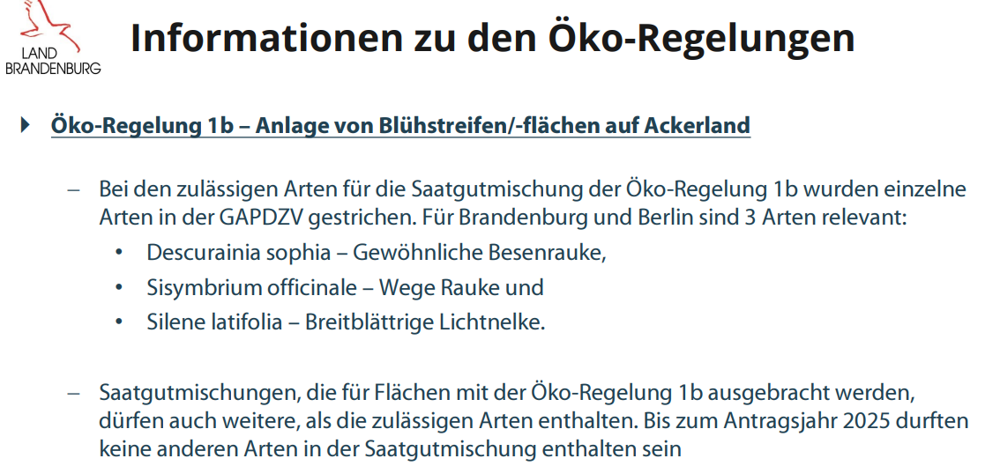 LAND
BRANDENBURG
Informationen zu den Öko-Regelungen
Öko-Regelung 1b – Anlage von Blühstreifen/-flächen auf Ackerland
– Bei den zulässigen Arten für die Saatgutmischung der Öko-Regelung 1b wurden einzelne
Arten in der GAPDZV gestrichen. Für Brandenburg und Berlin sind 3 Arten relevant:
• Descurainia sophia – Gewöhnliche Besenrauke,
• Sisymbrium officinale – Wege Rauke und
• Silene latifolia – Breitblättrige Lichtnelke.
– Saatgutmischungen, die für Flächen mit der Öko-Regelung 1b ausgebracht werden,
dürfen auch weitere, als die zulässigen Arten enthalten. Bis zum Antragsjahr 2025 durften
keine anderen Arten in der Saatgutmischung enthalten sein